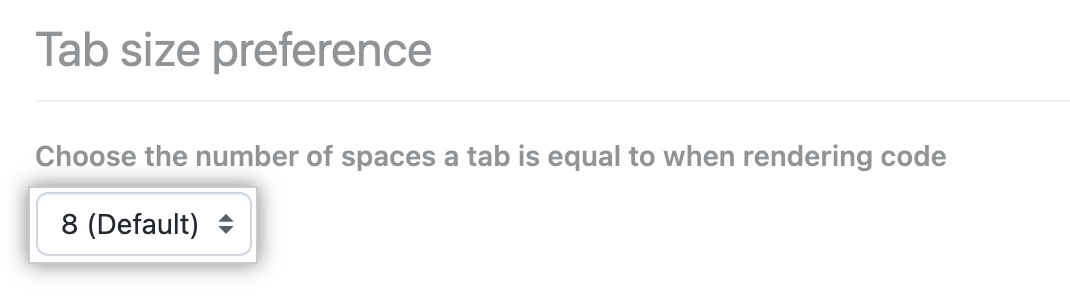 Tab size preference
Choose the number of spaces a tab is equal to when rendering code
8 (Default)